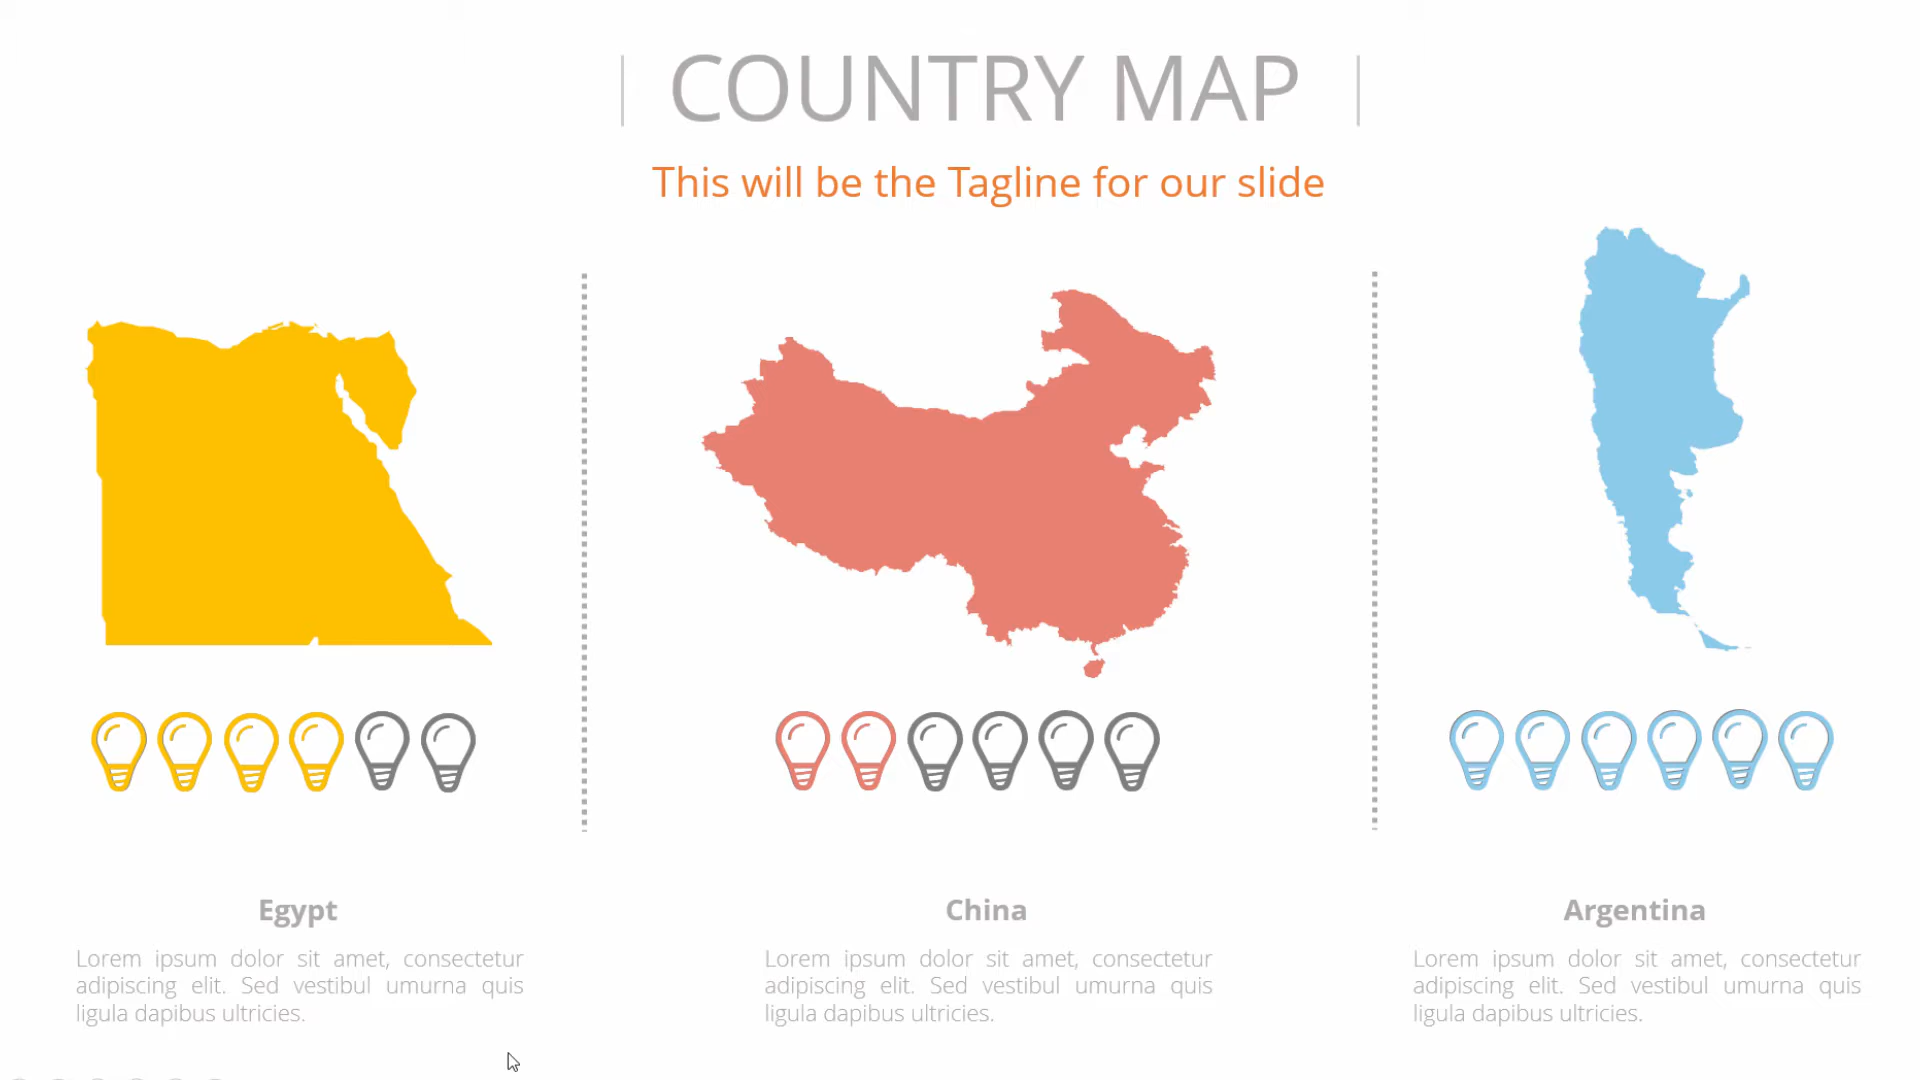 COUNTRY MAP
This will be the Tagline for our slide
Egypt
Lorem ipsum dolor sit amet, consectetur
adipiscing elit. Sed vestibul umurna quis
ligula dapibus ultricies.
China
Lorem ipsum dolor sit amet, consectetur
adipiscing elit. Sed vestibul umurna quis
ligula dapibus ultricies.
Argentina
Lorem ipsum dolor sit amet, consectetur
adipiscing elit. Sed vestibul umurna quis
ligula dapibus ultricies.